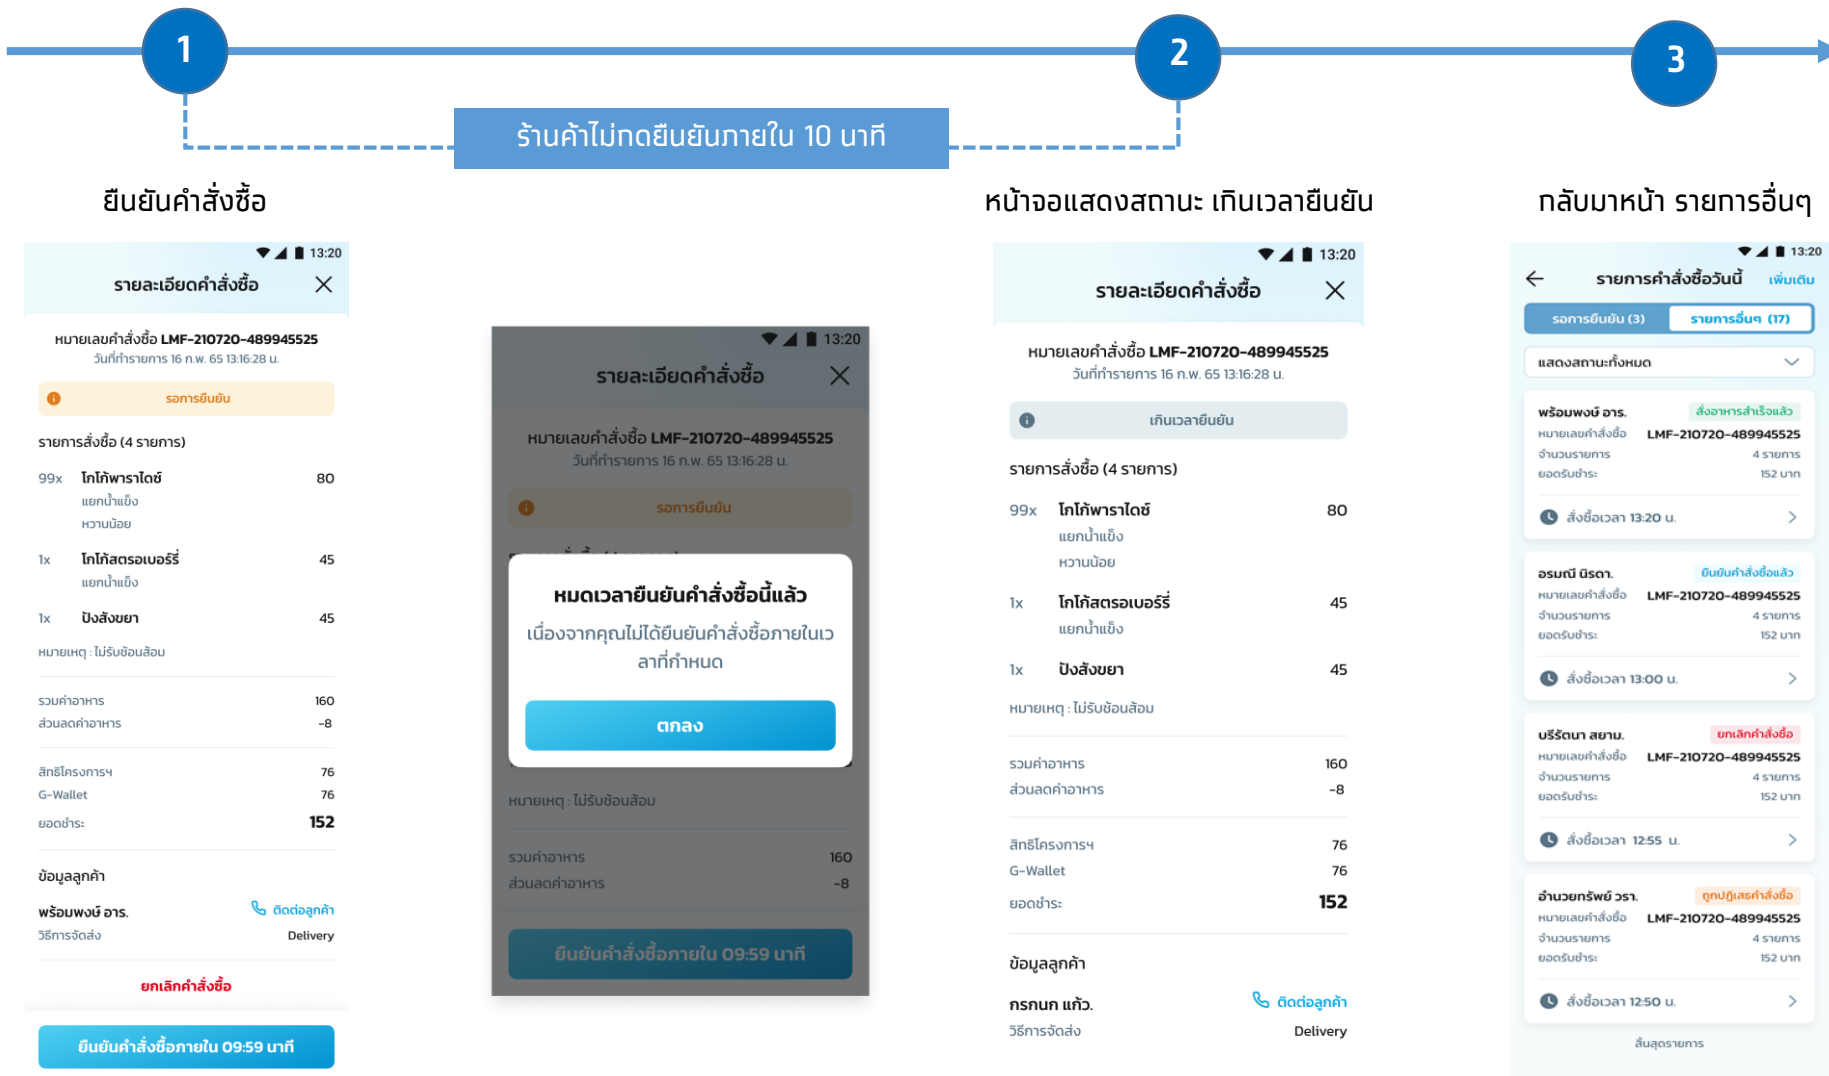 1
2
3
ร้านค้าไม่กดยืนยันภายใน 10 นาที
ยืนยันคำสั่งซื้อ
หน้าจอแสดงสถานะ เกินเวลายืนยัน
กลับมาหน้า รายการอื่นๆ
13:20
รายละเอียดคำสั่งซื้อ
หมายเลขคำสั่งซื้อ LMF-210720-489945525
วันที่ทำรายการ 16 ก.พ. 65 13:16:28 น.
รอการยืนยัน
รายการสั่งซื้อ (4 รายการ)
99x โกโก้พาราไดซ์ 80
แยกน้ำแข็ง
หวานน้อย
1x โกโก้สตรอเบอร์รี่ 45
แยกน้ำแข็ง
1x ปังสังขยา 45
หมายเหตุ : ไม่รับช้อนส้อม
รวมค่าอาหาร 160
ส่วนลดค่าอาหาร -8
สิทธิโครงการฯ 76
G-Wallet 76
ยอดชำระ 152
ข้อมูลลูกค้า
พร้อมพงษ์ อาร. ติดต่อลูกค้า
วิธีการจัดส่ง Delivery
ยกเลิกคำสั่งซื้อ
ยืนยันคำสั่งซื้อภายใน 09:59 นาที
13:20
รายละเอียดคำสั่งซื้อ
หมายเลขคำสั่งซื้อ LMF-210720-489945525
วันที่ทำรายการ 16 ก.พ. 65 13:16:28 น.
รอการยืนยัน
หมดเวลายืนยันคำสั่งซื้อนี้แล้ว
เนื่องจากคุณไม่ได้ยืนยันคำสั่งซื้อภายในเว
ลาที่กำหนด
ตกลง
หมายเหตุ : ไม่รับช้อนส้อม
รวมค่าอาหาร 160
ส่วนลดค่าอาหาร -8
ยืนยันคำสั่งซื้อภายใน 09:59 นาที
13:20
รายละเอียดคำสั่งซื้อ
หมายเลขคำสั่งซื้อ LMF-210720-489945525
วันที่ทำรายการ 16 ก.พ. 65 13:16:28 น.
เกินเวลายืนยัน
รายการสั่งซื้อ (4 รายการ)
99x โกโก้พาราไดซ์ 80
แยกน้ำแข็ง
หวานน้อย
1x โกโก้สตรอเบอร์รี่ 45
แยกน้ำแข็ง
1x ปังสังขยา 45
หมายเหตุ : ไม่รับช้อนส้อม
รวมค่าอาหาร 160
ส่วนลดค่าอาหาร -8
สิทธิโครงการฯ 76
G-Wallet 76
ยอดชำระ 152
ข้อมูลลูกค้า
กรกนก แก้ว. ติดต่อลูกค้า
วิธีการจัดส่ง Delivery
13:20
รายการคำสั่งซื้อวันนี้ เพิ่มเติม
รอการยืนยัน (3) รายการอื่นๆ (17)
แสดงสถานะทั้งหมด
พร้อมพงษ์ อาร. สั่งอาหารสำเร็จแล้ว
หมายเลขคำสั่งซื้อ LMF-210720-489945525
จำนวนรายการ 4 รายการ
ยอดรับชำระ 152 บาท
สั่งซื้อเวลา 13:20 น.
อรมณี นิรดา. ยืนยันคำสั่งซื้อแล้ว
หมายเลขคำสั่งซื้อ LMF-210720-489945525
จำนวนรายการ 4 รายการ
ยอดรับชำระ 152 บาท
สั่งซื้อเวลา 13:00 น.
บุรีรัตนา สยาม. ยกเลิกคำสั่งซื้อ
หมายเลขคำสั่งซื้อ LMF-210720-489945525
จำนวนรายการ 4 รายการ
ยอดรับชำระ 152 บาท
สั่งซื้อเวลา 12:55 น.
อำนวยทรัพย์ วรา. ถูกปฏิเสธคำสั่งซื้อ
หมายเลขคำสั่งซื้อ LMF-210720-489945525
จำนวนรายการ 4 รายการ
ยอดรับชำระ 152 บาท
สั่งซื้อเวลา 12:50 น.
สิ้นสุดรายการ